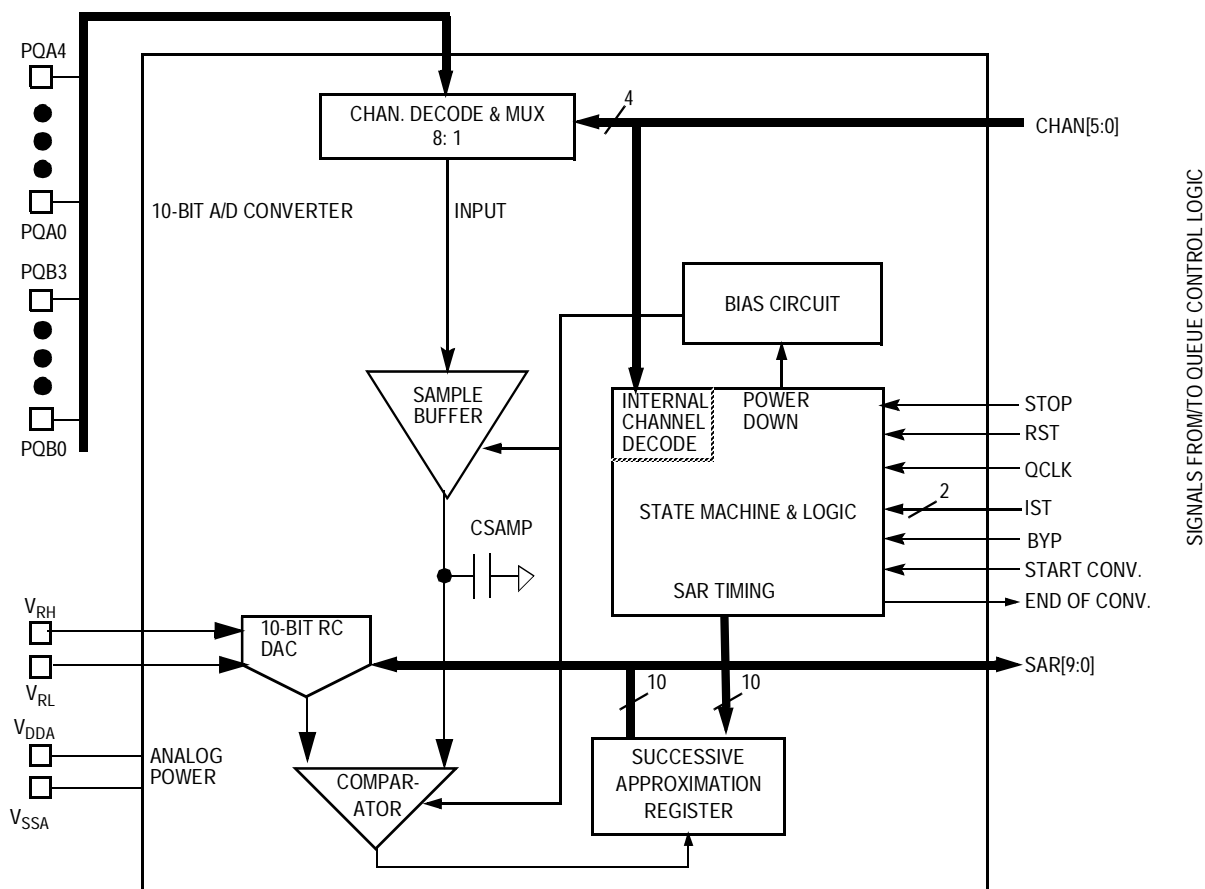 PQA4
PQA0
PQB3
PQB0
CHAN. DECODE & MUX
8: 1
4
CHAN[5:0]
10-BIT A/D CONVERTER
INPUT
BIAS CIRCUIT
SAMPLE
BUFFER
INTERNAL
CHANNEL
DECODE
POWER
DOWN
STATE MACHINE & LOGIC
SAR TIMING
STOP
RST
QCLK
2
IST
BYP
START CONV.
END OF CONV.
SIGNALS FROM/TO QUEUE CONTROL LOGIC
CSAMP
VRH
VRL
10-BIT RC
DAC
SAR[9:0]
10
10
VDDA
VSSA
ANALOG
POWER
COMPAR-
ATOR
SUCCESSIVE
APPROXIMATION
REGISTER